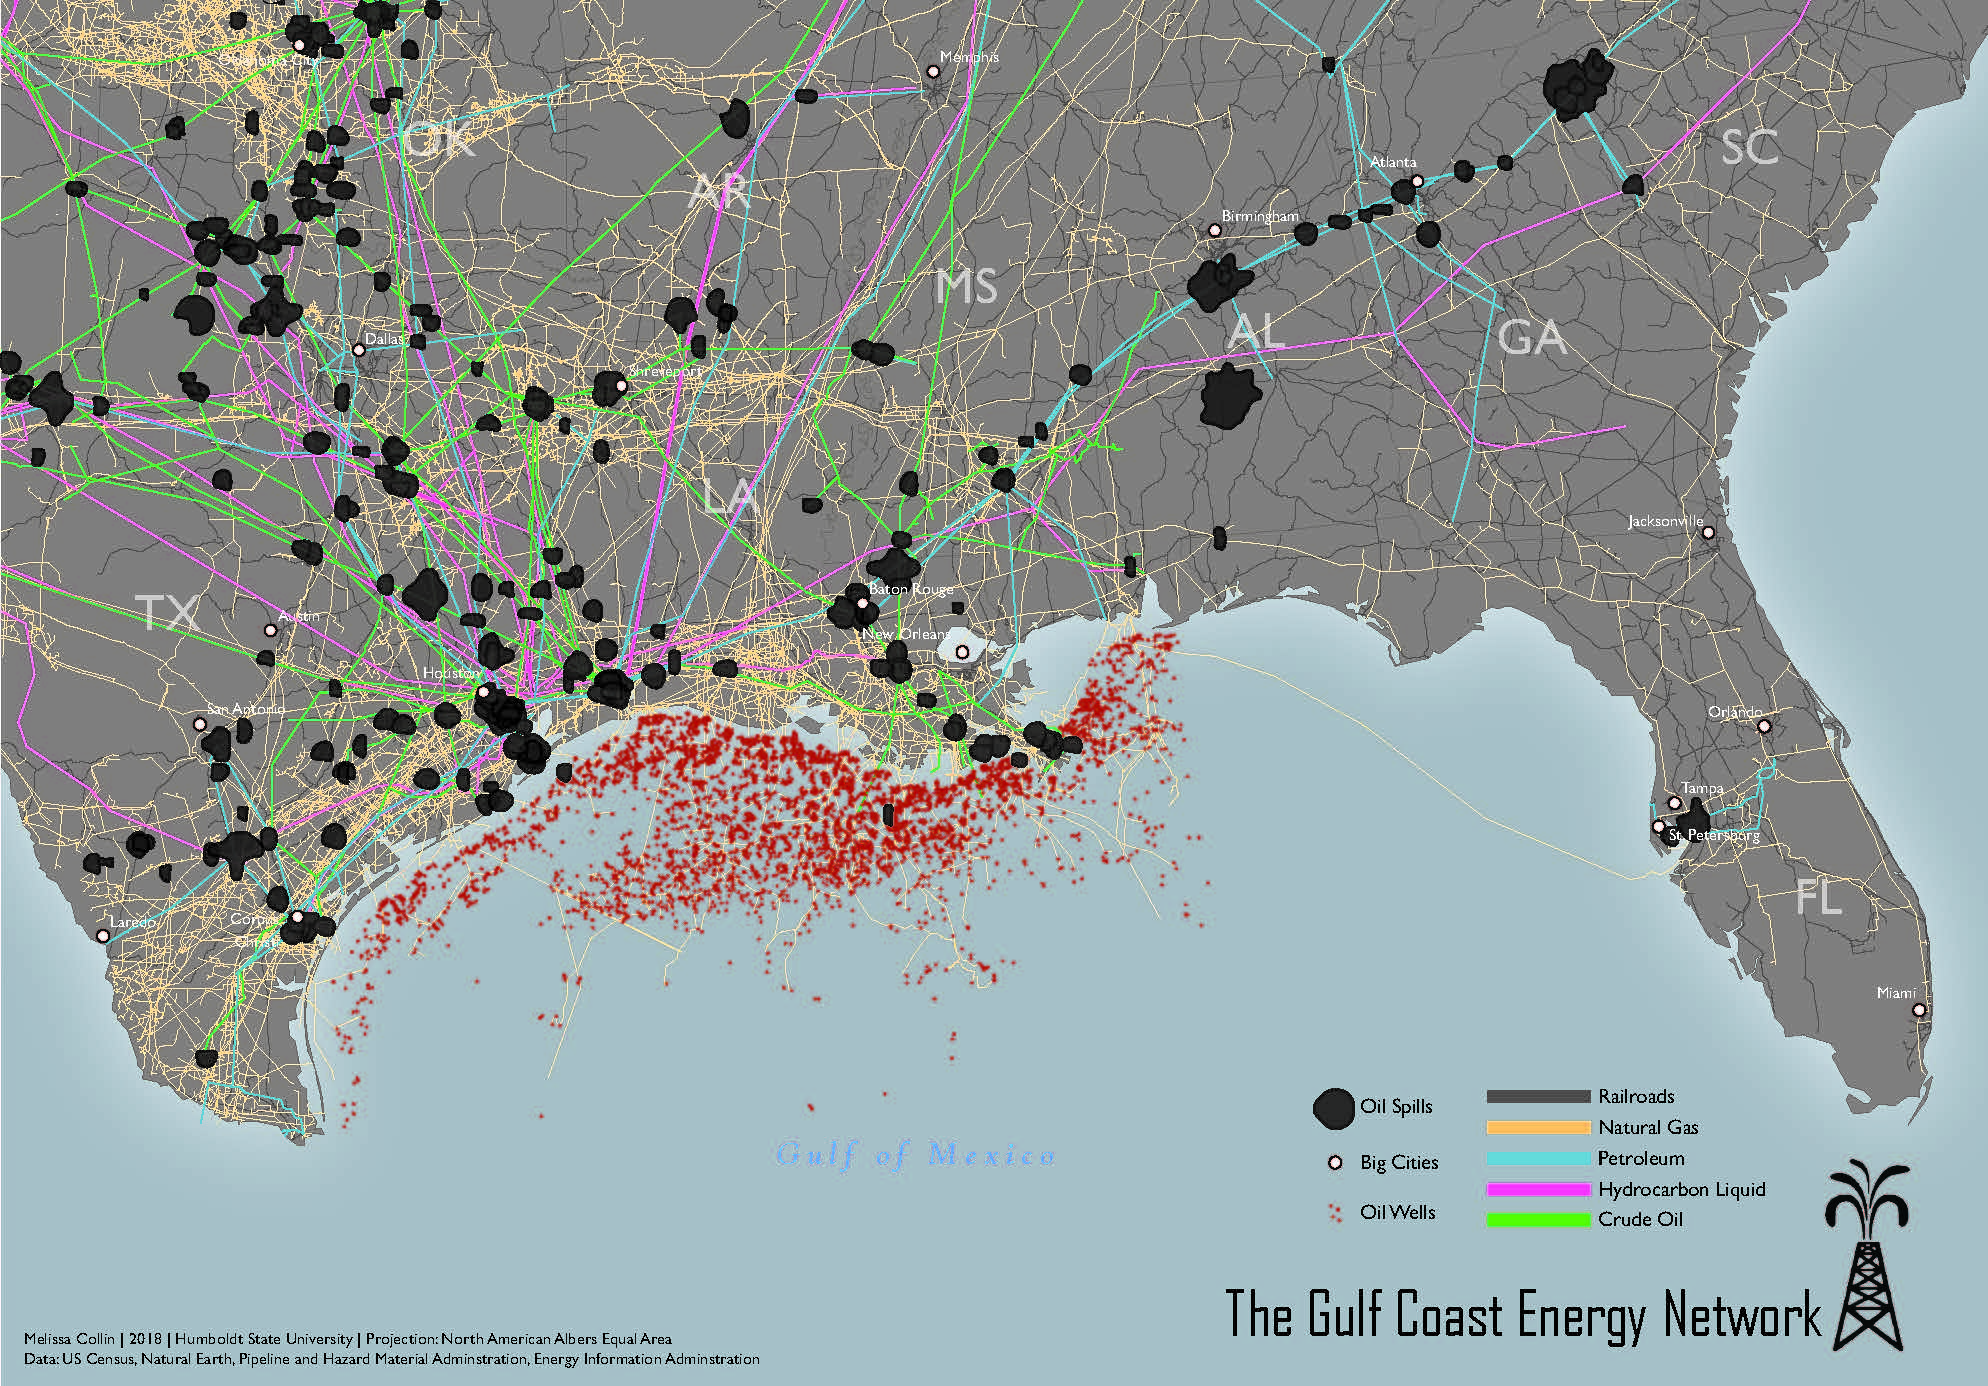 Memphis
Oklahoma City
OK
SC
Atlanta
AR
Birmingham
MS
AL
GA
Dallas
Shreveport
LA
Jacksonville
TX
Baton Rouge
Austin
New Orleans
Houston
San Antonio
Orlando
Tampa
St. Petersburg
FL
Laredo
Corpus
Christi
Miami
Gulf of Mexico
Oil Spills
Big Cities
Oil Wells
Railroads
Natural Gas
Petroleum
Hydrocarbon Liquid
Crude Oil
The Gulf Coast Energy Network
Melissa Collin | 2018 | Humboldt State University | Projection: North American Albers Equal Area
Data: US Census, Natural Earth, Pipeline and Hazard Material Adminstration, Energy Information Adminstration